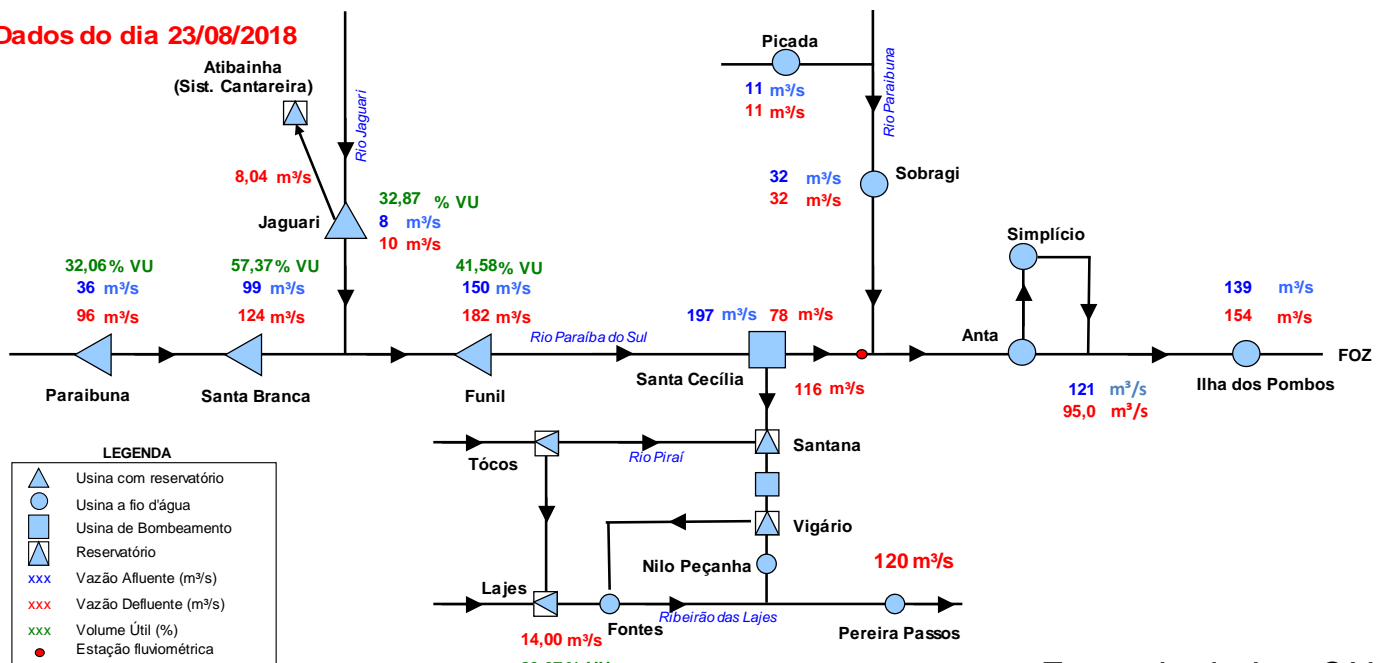 Dados do dia 23/08/2018
Atibainha
(Sist. Cantareira)
Rio Jaguari
8,04 m³/s
Jaguari
32,87 % VU
8 m³/s
10 m³/s
Picada
11 m³/s
11 m³/s
Rio Paraibuna
32 m³/s
32 m³/s
Sobragi
Simplício
32,06% VU
36 m³/s
96 m³/s
Paraibuna
57,37% VU
99 m³/s
124 m³/s
Santa Branca
41,58% VU
150 m³/s
182 m³/s
Funil
Rio Paraíba do Sul
197 m³/s 78 m³/s
Santa Cecília
116 m³/s
Anta
121 m³/s
95,0 m³/s
139 m³/s
154 m³/s
Ilha dos Pombos
FOZ
Tócos
Rio Piraí
Santana
Vigário
Nilo Peçanha
120 m³/s
Lajes
14,00 m³/s
Fontes
Ribeirão das Lajes
Pereira Passos
LEGENDA
Usina com reservatório
Usina a fio d'água
Usina de Bombeamento
Reservatório
xxx Vazão Afluente (m³/s)
xxx Vazão Defluente (m³/s)
xxx Volume Útil (%)
Estação fluviométrica